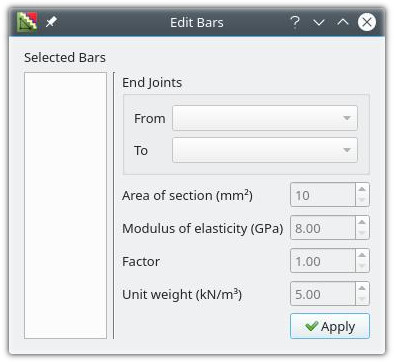 Edit Bars
Selected Bars
End Joints
From
To
Area of section (mm²) 10
Modulus of elasticity (GPa) 8.00
Factor 1.00
Unit weight (kN/m³) 5.00
Apply